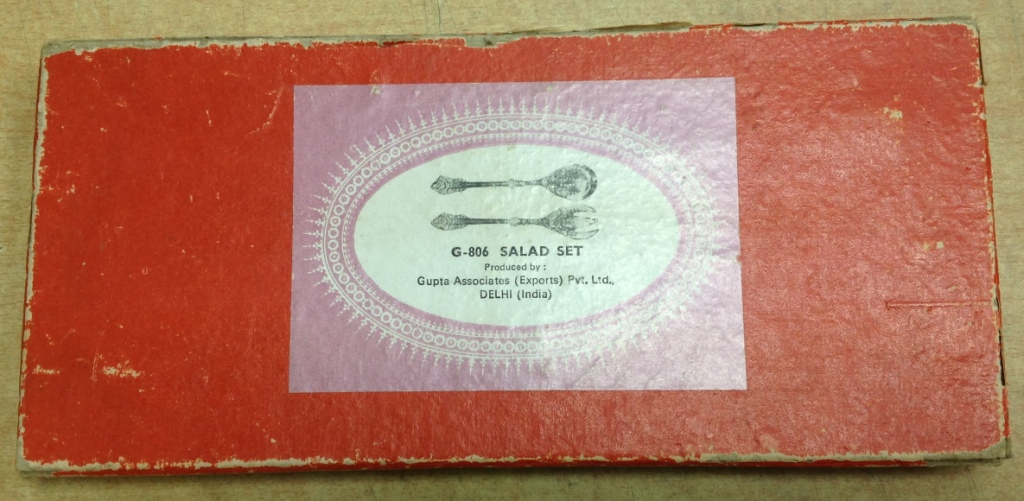 G-806 SALAD SET
Produced by :
Gupta Associates (Exports) Pvt. Ltd.,
DELHI (India)